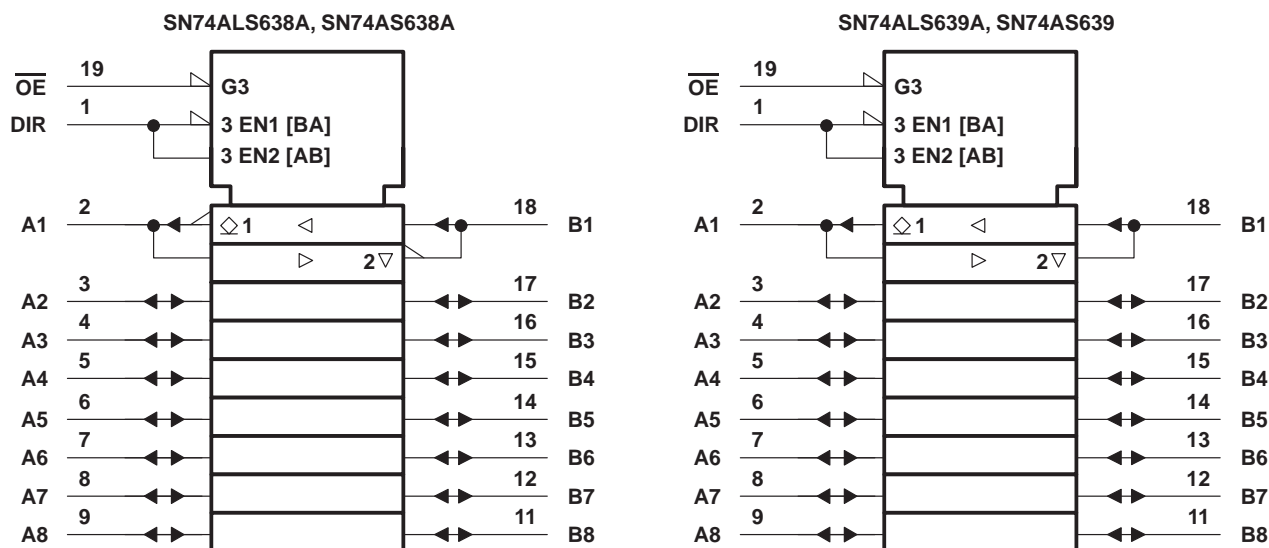 SN74ALS638A, SN74AS638A
OE 19 G3
DIR 1 3 EN1 [BA]
3 EN2 [AB]
A1 2 1 18 B1
2
A2 3 17 B2
A3 4 16 B3
A4 5 15 B4
A5 6 14 B5
A6 7 13 B6
A7 8 12 B7
A8 9 11 B8
SN74ALS639A, SN74AS639
OE 19 G3
DIR 1 3 EN1 [BA]
3 EN2 [AB]
A1 2 1 18 B1
2
A2 3 17 B2
A3 4 16 B3
A4 5 15 B4
A5 6 14 B5
A6 7 13 B6
A7 8 12 B7
A8 9 11 B8